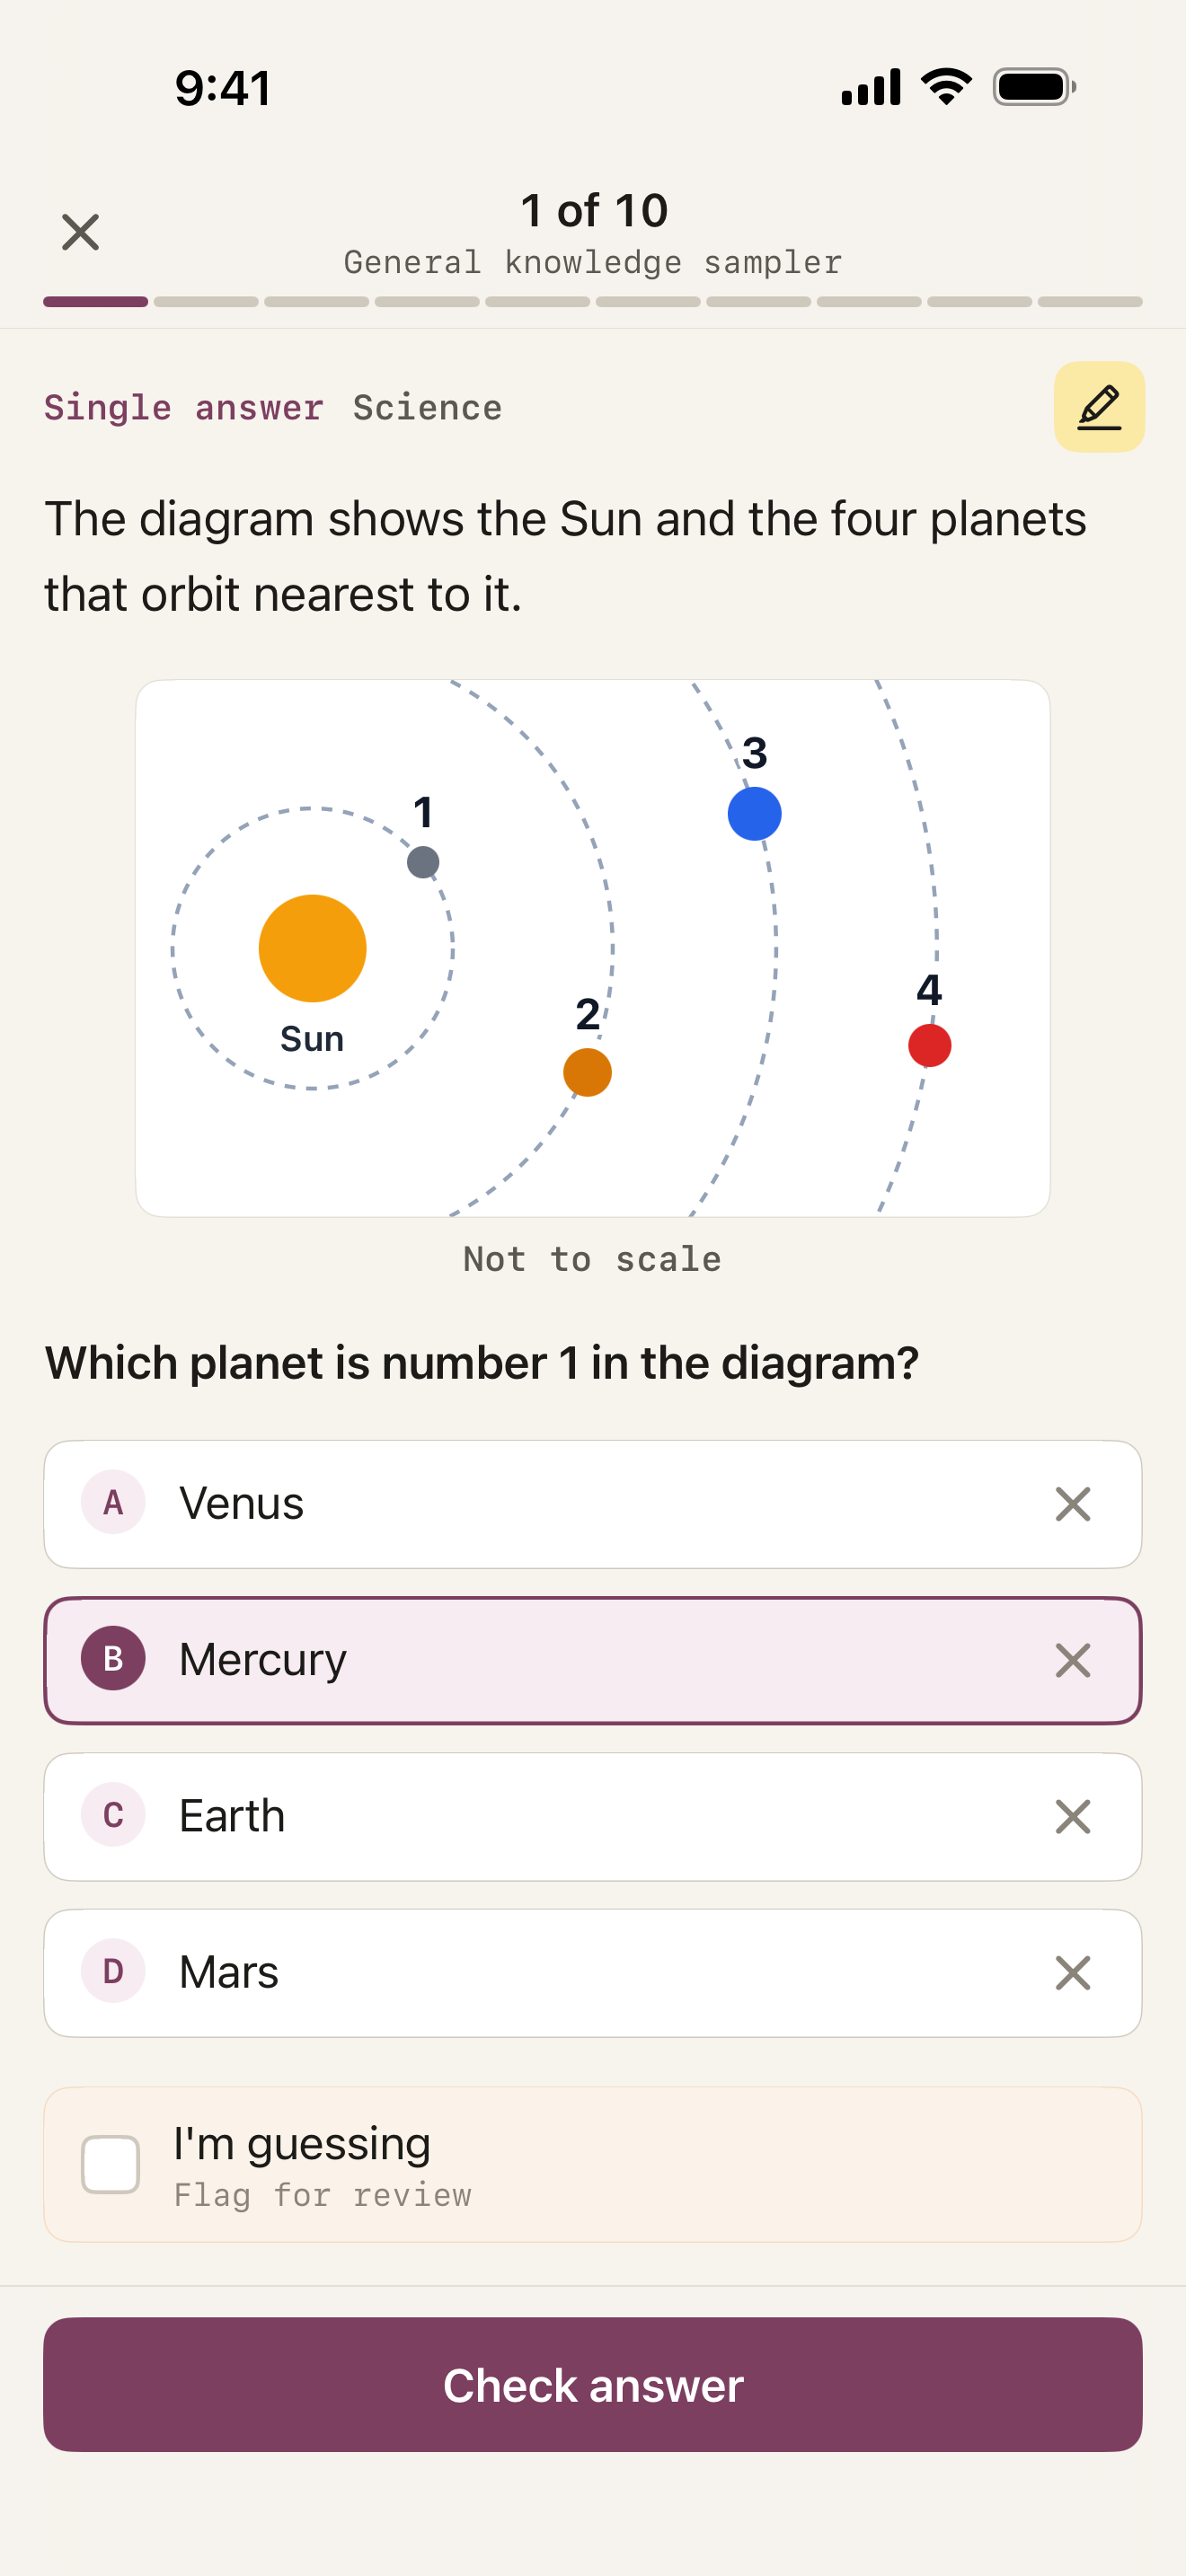 9:41
1 of 10
General knowledge sampler
Single answer Science
The diagram shows the Sun and the four planets
that orbit nearest to it.
3
1
2
4
Sun
Not to scale
Which planet is number 1 in the diagram?
A Venus
B Mercury
C Earth
D Mars
I'm guessing
Flag for review
Check answer